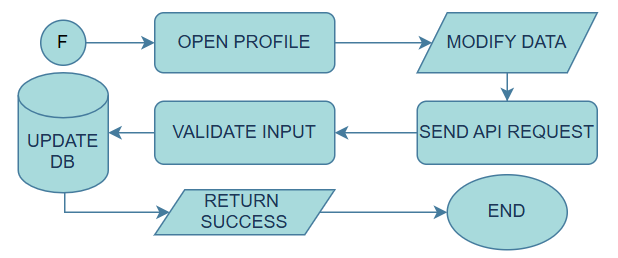 F
OPEN PROFILE
MODIFY DATA
SEND API REQUEST
VALIDATE INPUT
UPDATE
DB
RETURN
SUCCESS
END